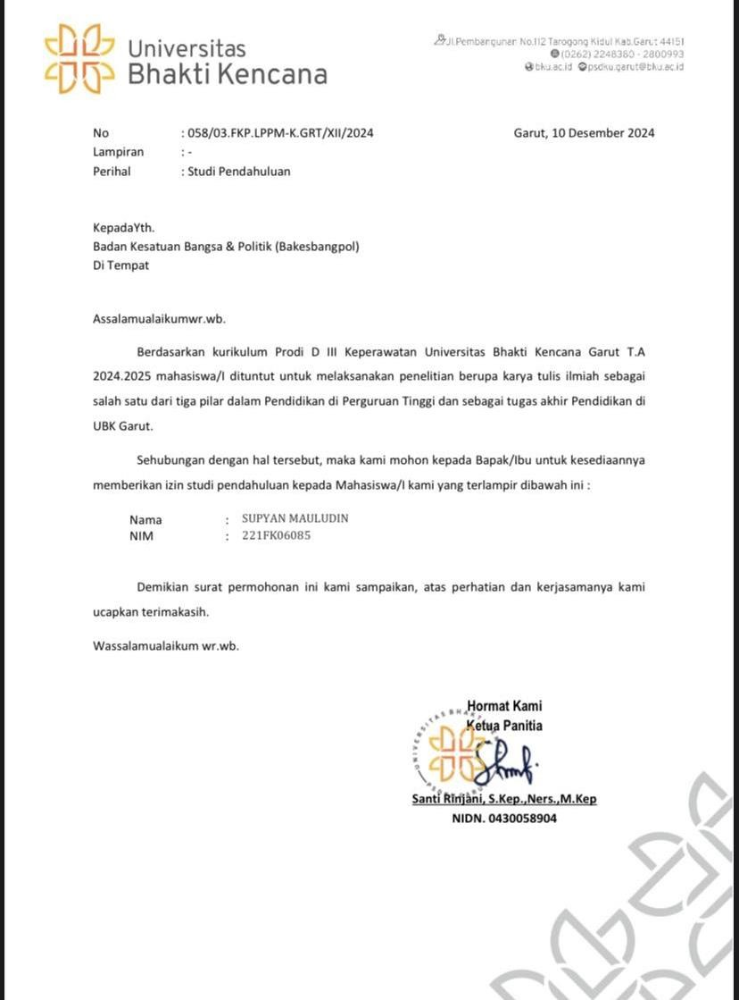 Universitas
Bhakti Kencana
Jl.Pembangunan No.112 Tarogong Kidul Kab.Garut 44151
(0262) 2248380 - 2800993
bku.ac.id psdku.garut@bku.ac.id
No : 058/03.FKP.LPPM-K.GRT/XII/2024 Garut, 10 Desember 2024
Lampiran : -
Perihal : Studi Pendahuluan
KepadaYth.
Badan Kesatuan Bangsa & Politik (Bakesbangpol)
Di Tempat
Assalamualaikumwr.wb.
Berdasarkan kurikulum Prodi D III Keperawatan Universitas Bhakti Kencana Garut T.A
2024.2025 mahasiswa/I dituntut untuk melaksanakan penelitian berupa karya tulis ilmiah sebagai
salah satu dari tiga pilar dalam Pendidikan di Perguruan Tinggi dan sebagai tugas akhir Pendidikan di
UBK Garut.
Sehubungan dengan hal tersebut, maka kami mohon kepada Bapak/Ibu untuk kesediaannya
memberikan izin studi pendahuluan kepada Mahasiswa/I kami yang terlampir dibawah ini :
Nama : SUPYAN MAULUDIN
NIM : 221FK06085
Demikian surat permohonan ini kami sampaikan, atas perhatian dan kerjasamanya kami
ucapkan terimakasih.
Wassalamualaikum wr.wb.
Hormat Kami
Ketua Panitia
Santi Rinjani, S.Kep.,Ners.,M.Kep
NIDN. 0430058904